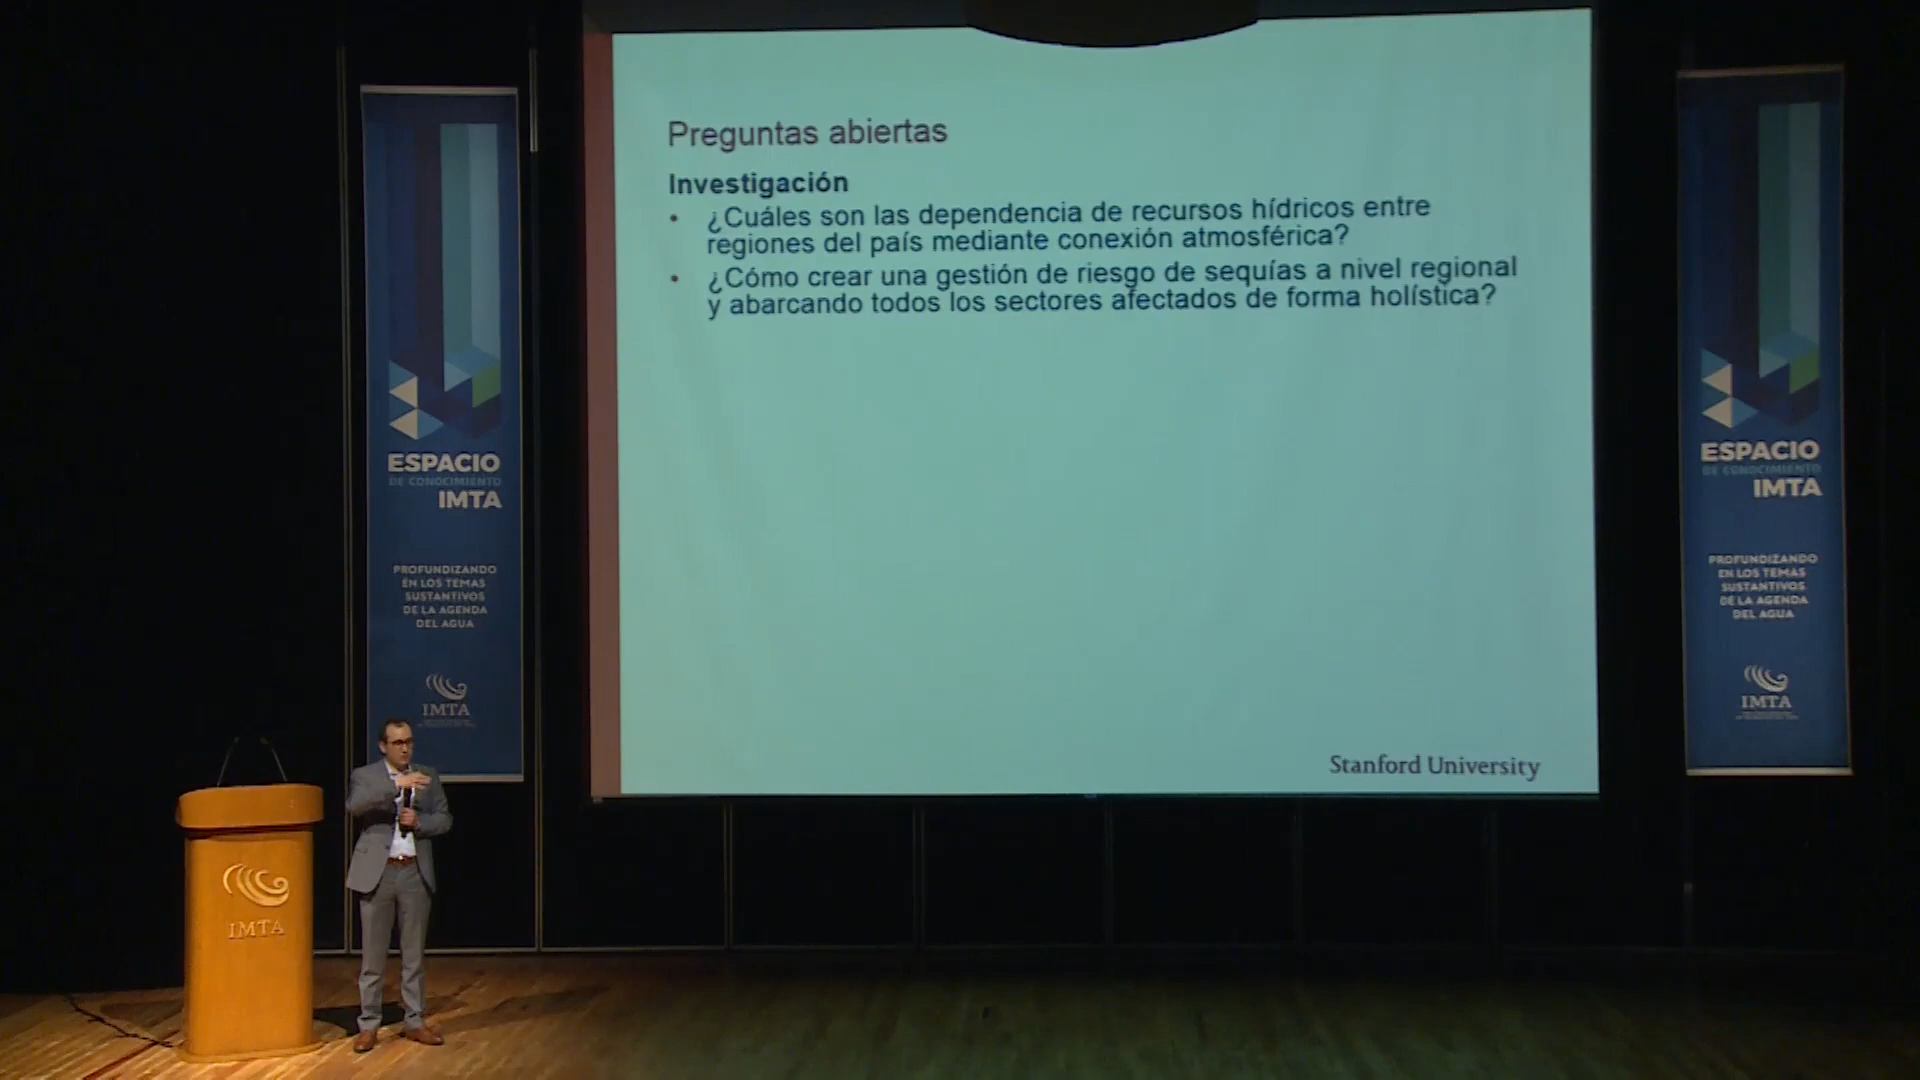 Preguntas abiertas
Investigación
• ¿Cuáles son las dependencia de recursos hídricos entre
regiones del país mediante conexión atmosférica?
• ¿Cómo crear una gestión de riesgo de sequías a nivel regional
y abarcando todos los sectores afectados de forma holística?
Stanford University
ESPACIO
DE CONOCIMIENTO
IMTA
PROFUNDIZANDO
EN LOS TEMAS
SUSTANTIVOS
DE LA AGENDA
DEL AGUA
IMTA
ESPACIO
DE CONOCIMIENTO
IMTA
PROFUNDIZANDO
EN LOS TEMAS
SUSTANTIVOS
DE LA AGENDA
DEL AGUA
IMTA
IMTA